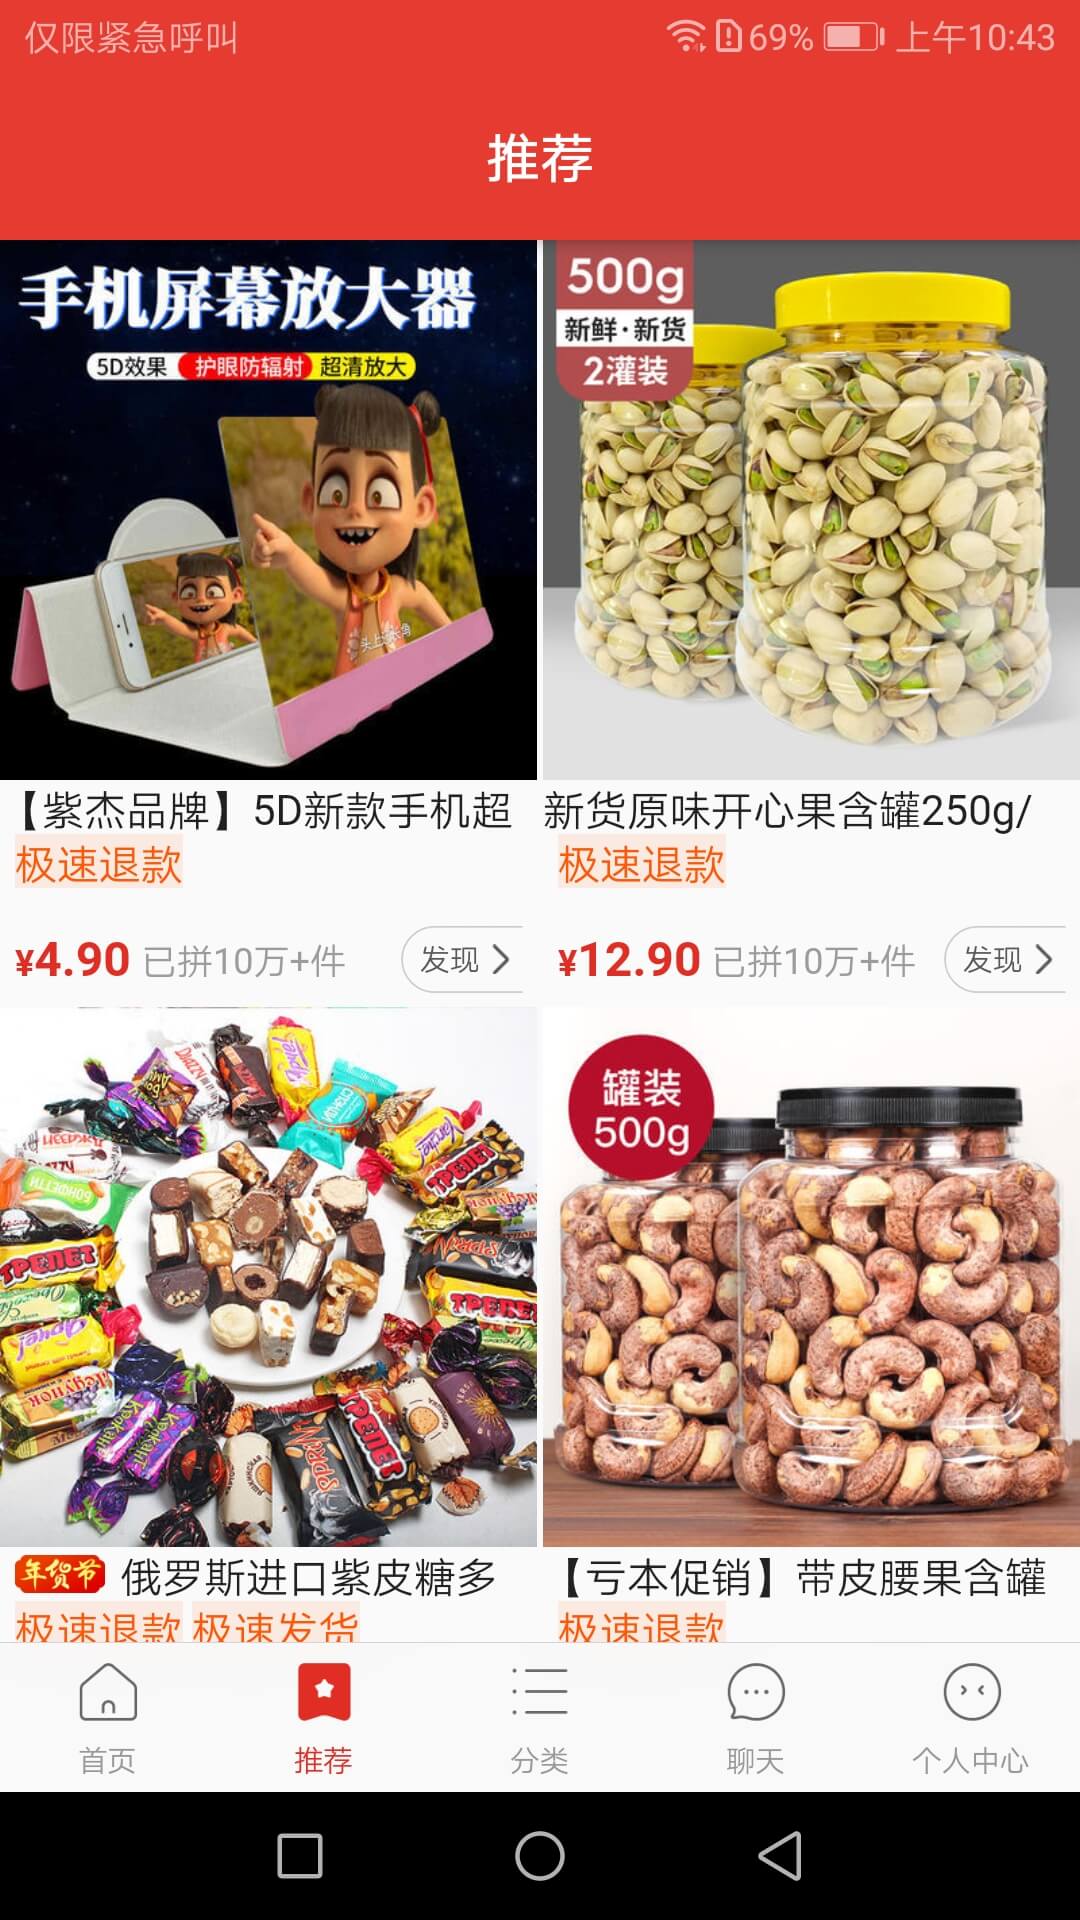 仅限紧急呼叫
69% 上午10:43
推荐
手机屏幕放大器
5D效果 护眼防辐射 超清放大
500g
新鲜·新货
2灌装
【紫杰品牌】5D新款手机超
极速退款
¥4.90 已拼10万+件 发现
新货原味开心果含罐250g/
极速退款
¥12.90 已拼10万+件 发现
罐装
500g
ТРЕПЕТ
ТРЕПЕТ
ТРЕПЕТ
БОНФЕТТИ
年货节 俄罗斯进口紫皮糖多
极速退款 极速发货
【亏本促销】带皮腰果含罐
极速退款
首页
推荐
分类
聊天
个人中心